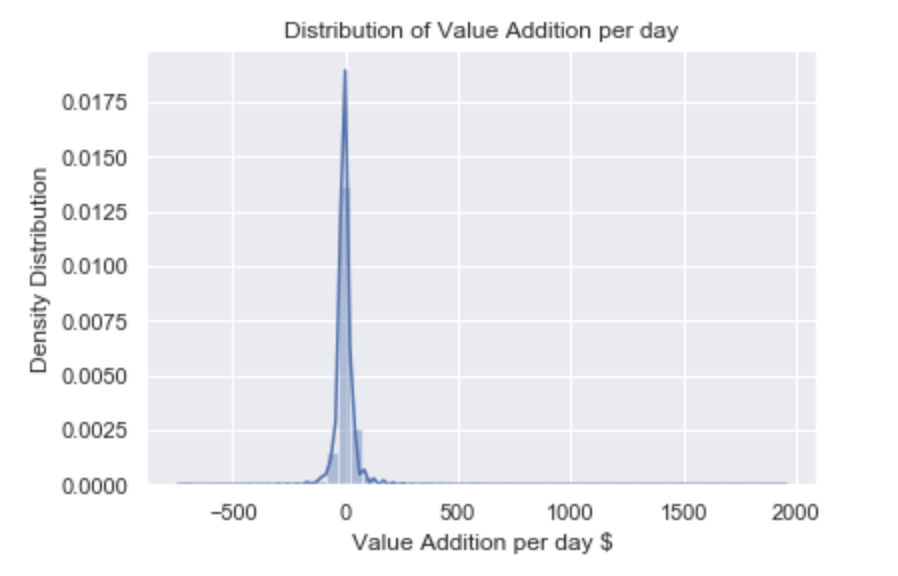 Distribution of Value Addition per day
0.0175
0.0150
0.0125
0.0100
0.0075
0.0050
0.0025
0.0000
Density Distribution
−500 0 500 1000 1500 2000
Value Addition per day $